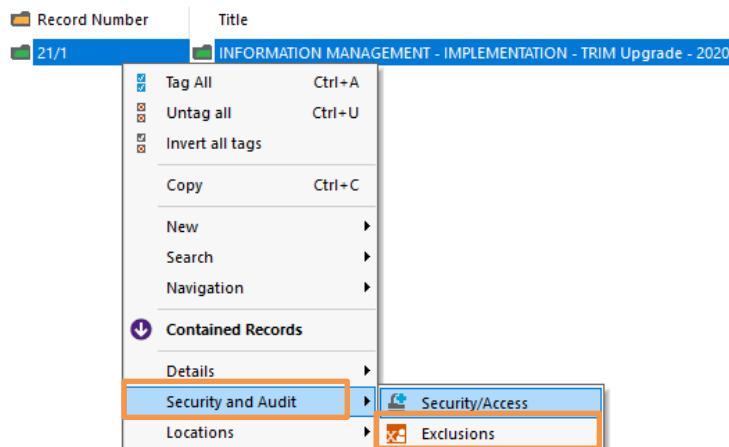 Record Number Title
21/1 INFORMATION MANAGEMENT - IMPLEMENTATION - TRIM Upgrade - 2020
Tag All Ctrl+A
Untag all Ctrl+U
Invert all tags
Copy Ctrl+C
New
Search
Navigation
Contained Records
Details
Security and Audit Security/Access
Locations Exclusions